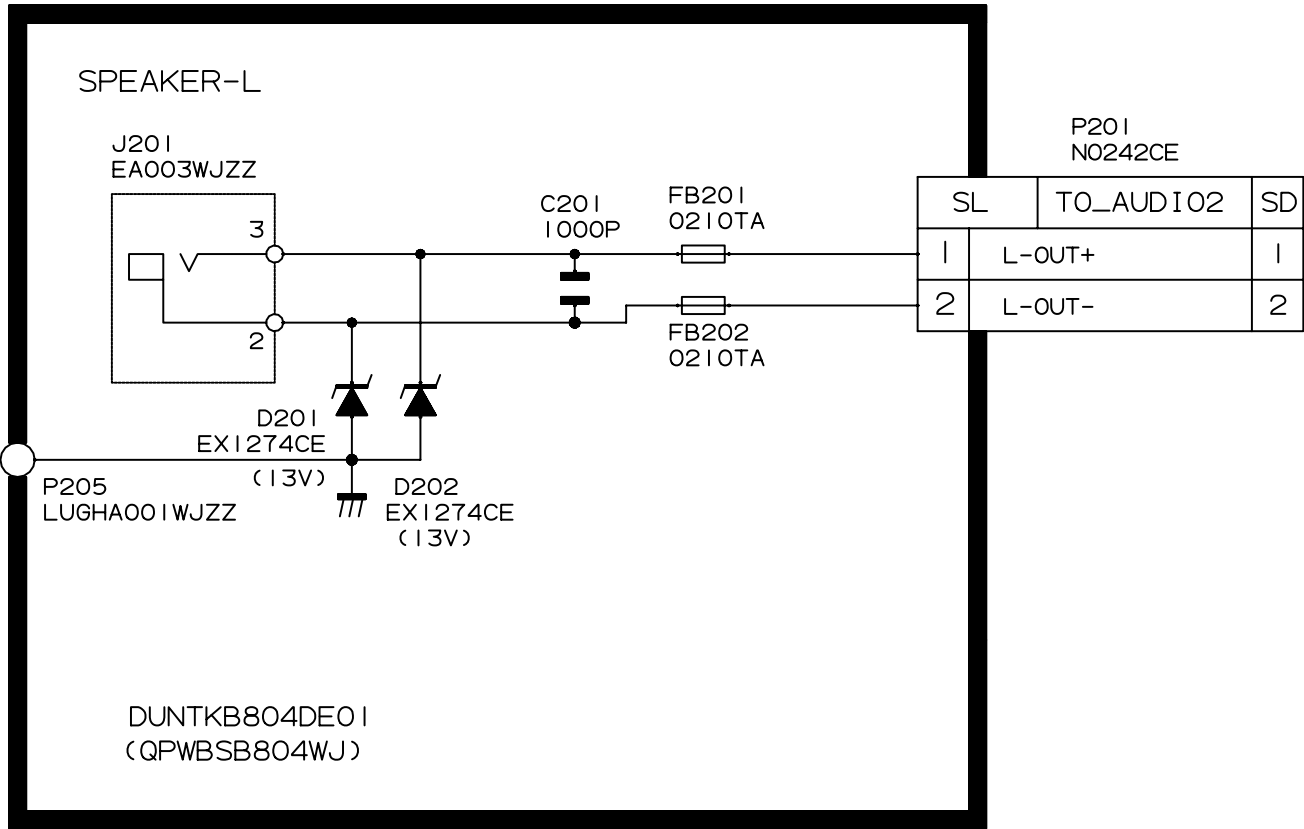 SPEAKER-L
J201
EA003WJZZ
3
2
C201
1000P
FB201
0210TA
FB202
0210TA
P201
N0242CE
SL TO_AUDIO2 SD
1 L-OUT+ 1
2 L-OUT- 2
D201
EX1274CE
(13V)
D202
EX1274CE
(13V)
P205
LUGHA001WJZZ
DUNTKB804DE01
(QPWBSB804WJ)